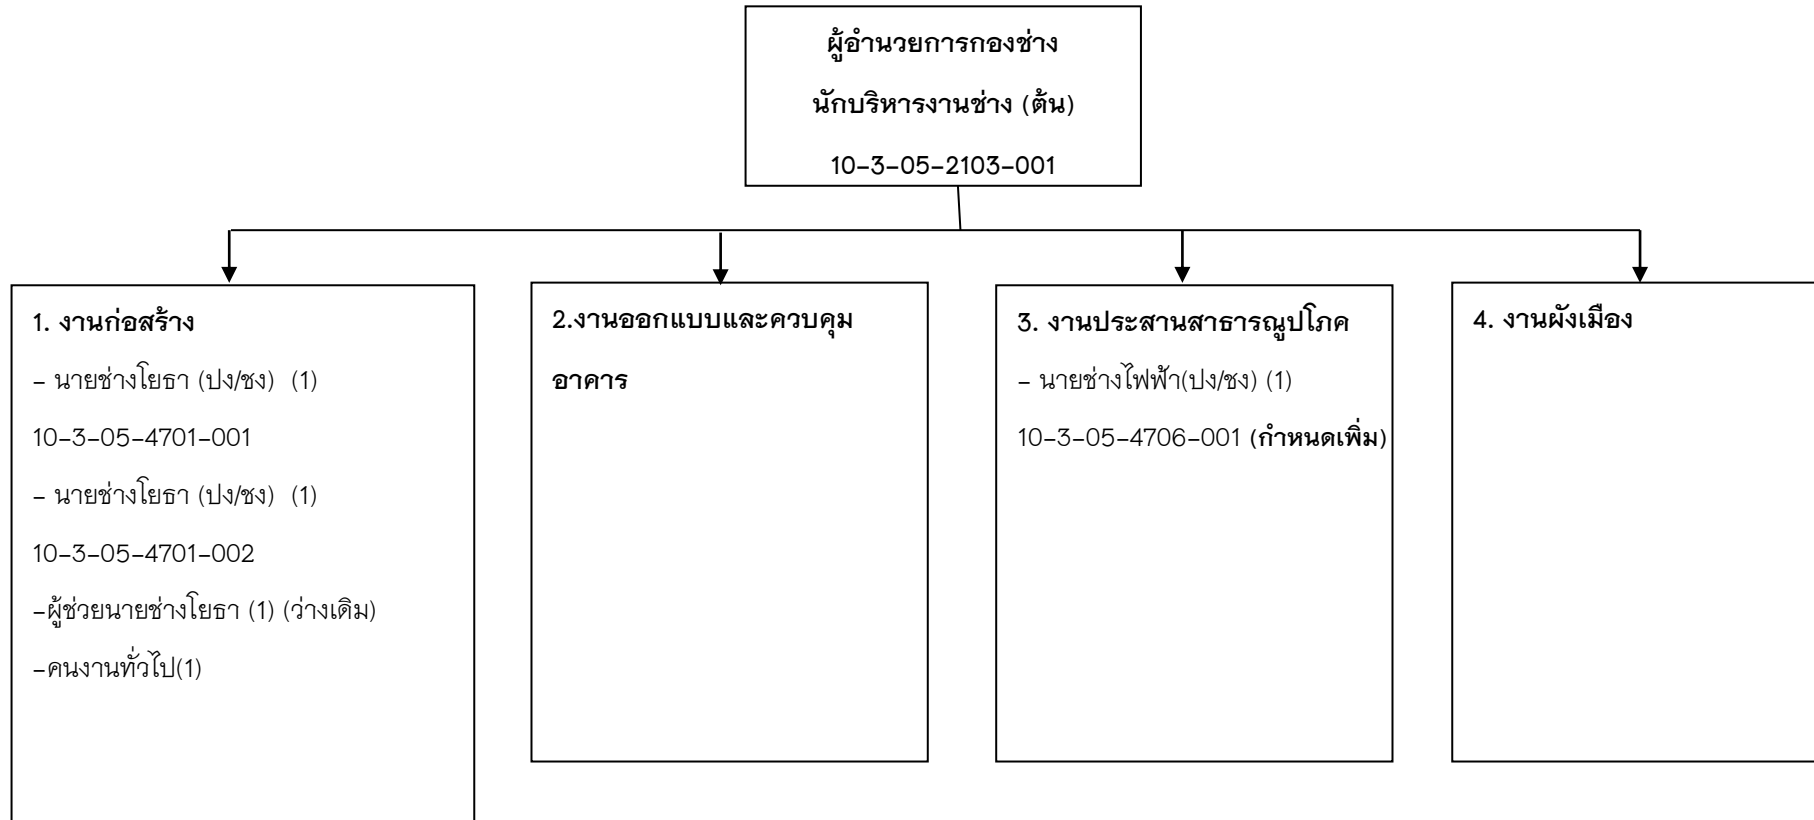 ผู้อำนวยการกองช่าง
นักบริหารงานช่าง (ต้น)
10-3-05-2103-001
1. งานก่อสร้าง
- นายช่างโยธา (ปง/ชง) (1)
10-3-05-4701-001
- นายช่างโยธา (ปง/ชง) (1)
10-3-05-4701-002
-ผู้ช่วยนายช่างโยธา (1) (ว่างเดิม)
-คนงานทั่วไป(1)
2.งานออกแบบและควบคุม
อาคาร
3. งานประสานสาธารณูปโภค
- นายช่างไฟฟ้า(ปง/ชง) (1)
10-3-05-4706-001 (กำหนดเพิ่ม)
4. งานผังเมือง